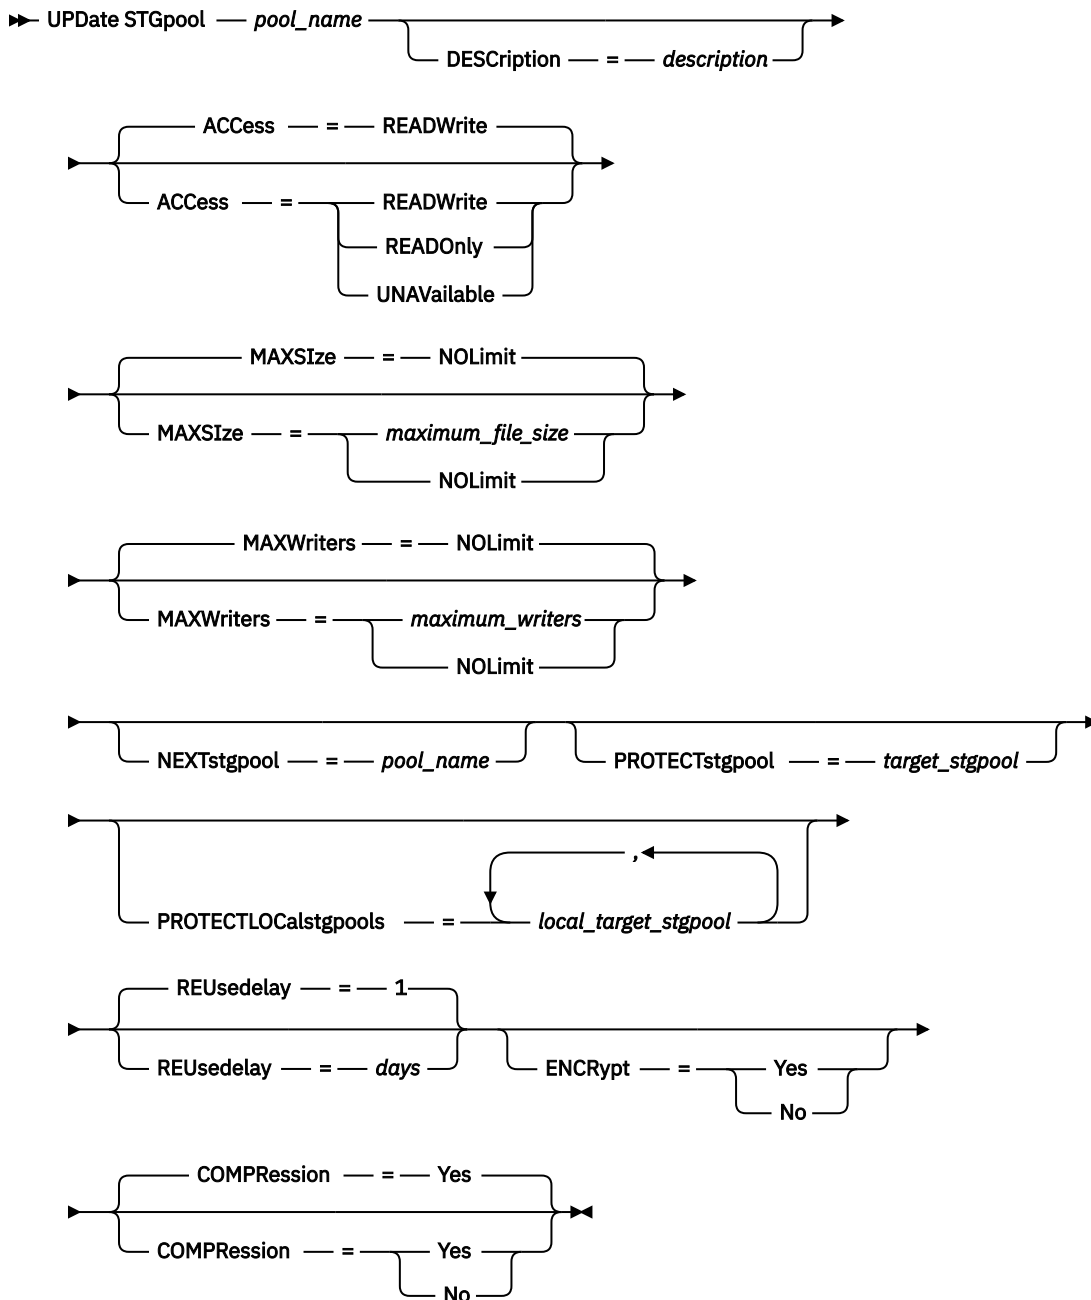 UPDate STGpool pool_name
DESCription = description
ACCess = READWrite
ACCess = READWrite
READOnly
UNAVailable
MAXSIze = NOLimit
MAXSIze = maximum_file_size
NOLimit
MAXWriters = NOLimit
MAXWriters = maximum_writers
NOLimit
NEXTstgpool = pool_name PROTECTstgpool = target_stgpool
,
PROTECTLOCalstgpools = local_target_stgpool
REUsedelay = 1
REUsedelay = days ENCRypt = Yes
No
COMPRession = Yes
COMPRession = Yes
No